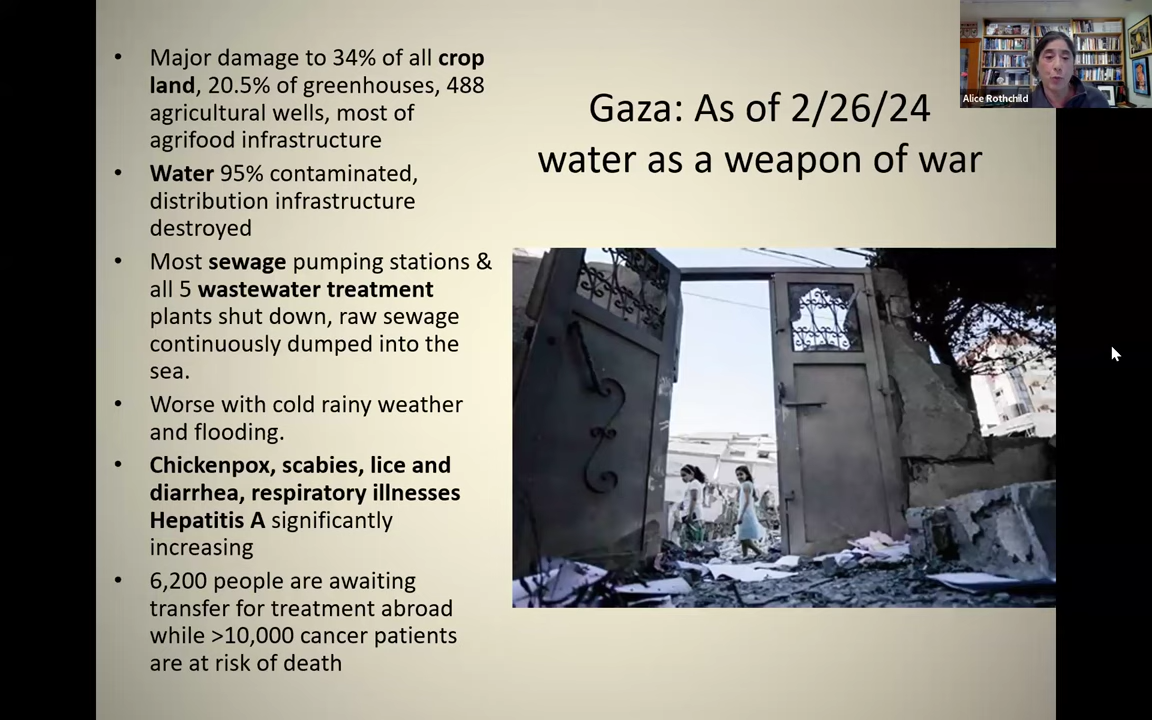 • Major damage to 34% of all crop
land, 20.5% of greenhouses, 488
agricultural wells, most of
agrifood infrastructure
• Water 95% contaminated,
distribution infrastructure
destroyed
• Most sewage pumping stations &
all 5 wastewater treatment
plants shut down, raw sewage
continuously dumped into the
sea.
• Worse with cold rainy weather
and flooding.
• Chickenpox, scabies, lice and
diarrhea, respiratory illnesses
Hepatitis A significantly
increasing
• 6,200 people are awaiting
transfer for treatment abroad
while >10,000 cancer patients
are at risk of death
Gaza: As of 2/26/24
water as a weapon of war
Alice Rothchild